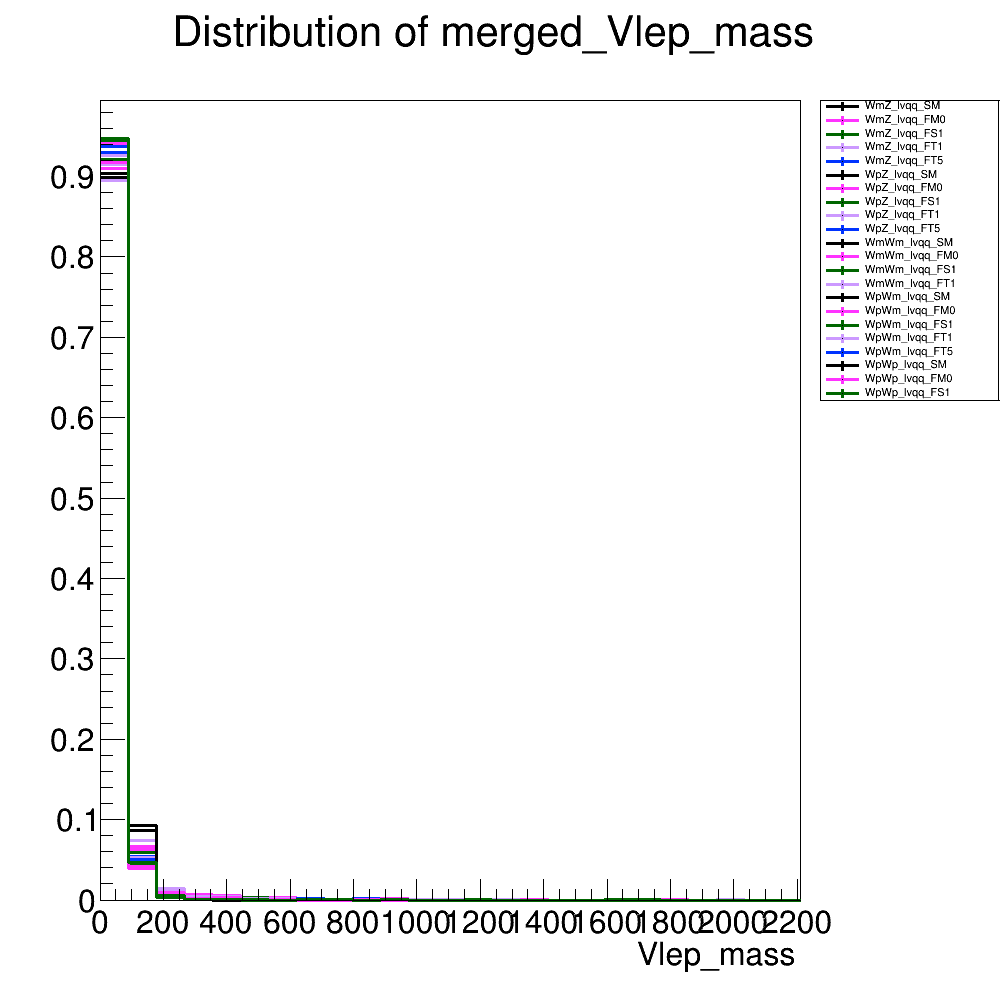 Distribution of merged_Vlep_mass
WmZ_lvqq_SM
WmZ_lvqq_FM0
WmZ_lvqq_FS1
WmZ_lvqq_FT1
WmZ_lvqq_FT5
WpZ_lvqq_SM
WpZ_lvqq_FM0
WpZ_lvqq_FS1
WpZ_lvqq_FT1
WpZ_lvqq_FT5
WmWm_lvqq_SM
WmWm_lvqq_FM0
WmWm_lvqq_FS1
WmWm_lvqq_FT1
WpWm_lvqq_SM
WpWm_lvqq_FM0
WpWm_lvqq_FS1
WpWm_lvqq_FT1
WpWm_lvqq_FT5
WpWp_lvqq_SM
WpWp_lvqq_FM0
WpWp_lvqq_FS1
0.9
0.8
0.7
0.6
0.5
0.4
0.3
0.2
0.1
0
0 200 400 600 800 1000 1200 1400 1600 1800 2000 2200
Vlep_mass